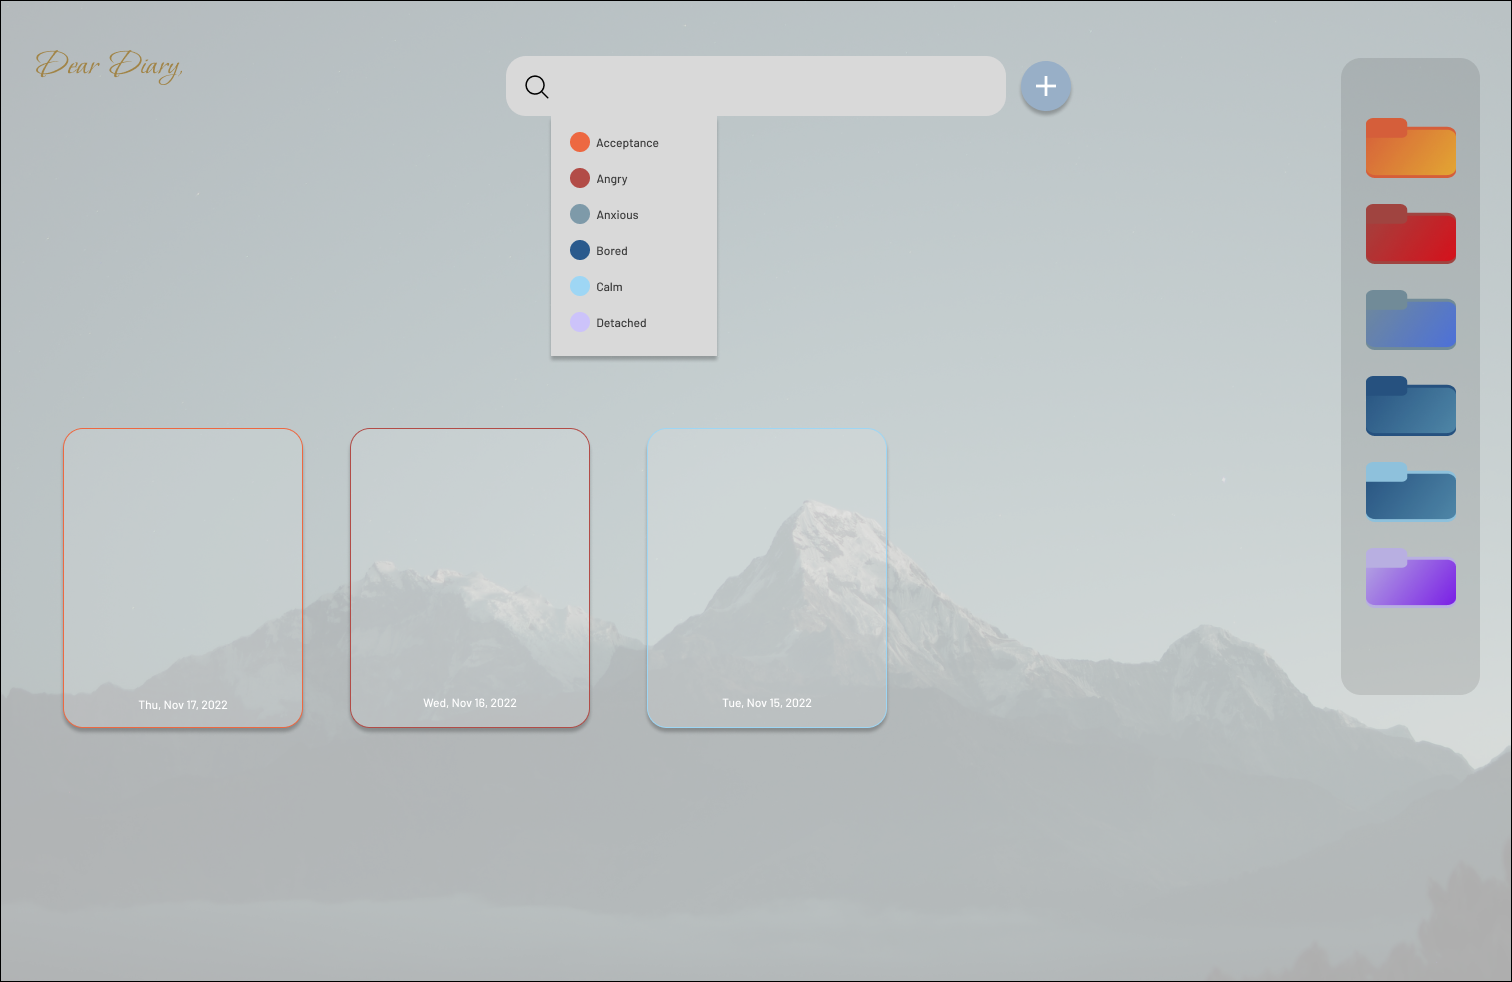 Dear Diary,
Acceptance
Angry
Anxious
Bored
Calm
Detached
Thu, Nov 17, 2022
Wed, Nov 16, 2022
Tue, Nov 15, 2022